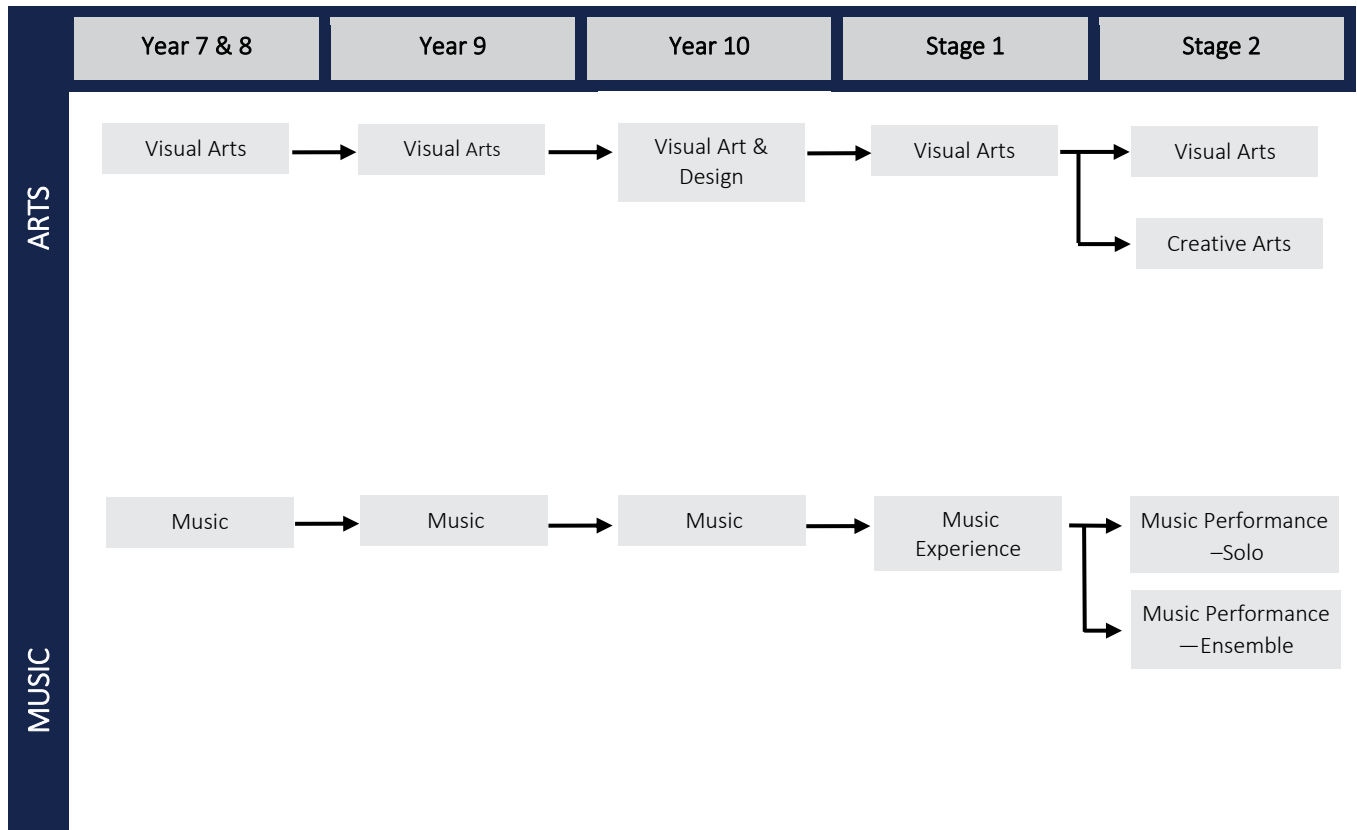 Year 7 & 8
Year 9
Year 10
Stage 1
Stage 2
ARTS
Visual Arts
Visual Arts
Visual Art &
Design
Visual Arts
Visual Arts
Creative Arts
MUSIC
Music
Music
Music
Music
Experience
Music Performance
–Solo
Music Performance
—Ensemble